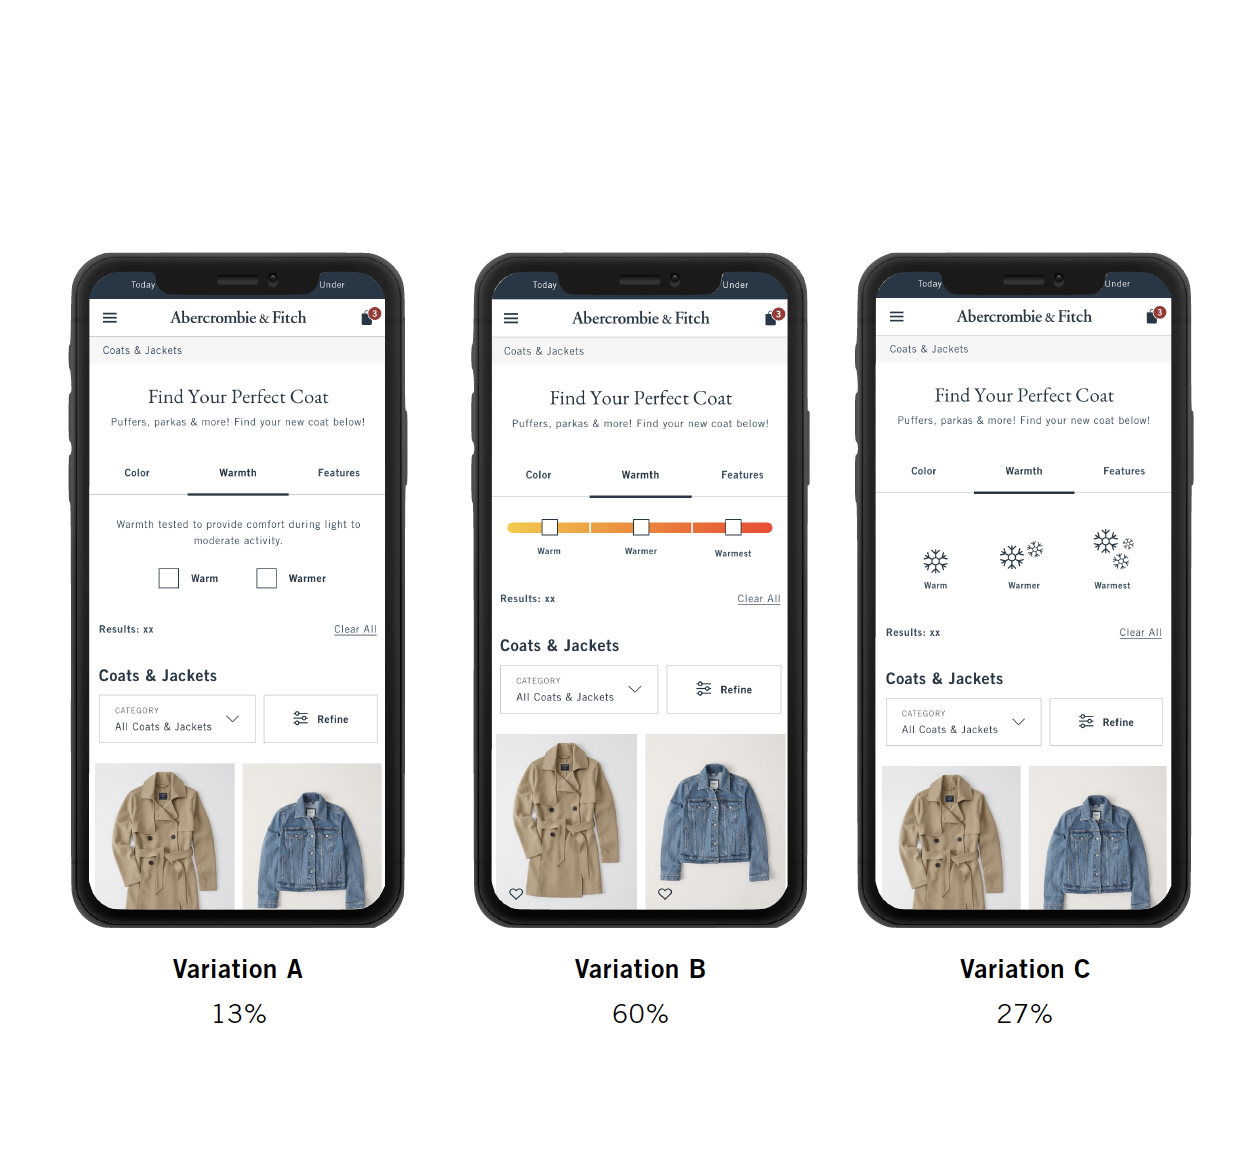 Today Under
Abercrombie & Fitch 3
Coats & Jackets
Find Your Perfect Coat
Puffers, parkas & more! Find your new coat below!
Color Warmth Features
Warmth tested to provide comfort during light to
moderate activity.
Warm Warmer
Results: xx Clear All
Coats & Jackets
CATEGORY
All Coats & Jackets Refine
Variation A
13%
Today Under
Abercrombie & Fitch 3
Coats & Jackets
Find Your Perfect Coat
Puffers, parkas & more! Find your new coat below!
Color Warmth Features
Warm Warmer Warmest
Results: xx Clear All
Coats & Jackets
CATEGORY
All Coats & Jackets Refine
Variation B
60%
Today Under
Abercrombie & Fitch 3
Coats & Jackets
Find Your Perfect Coat
Puffers, parkas & more! Find your new coat below!
Color Warmth Features
Warm Warmer Warmest
Results: xx Clear All
Coats & Jackets
CATEGORY
All Coats & Jackets Refine
Variation C
27%